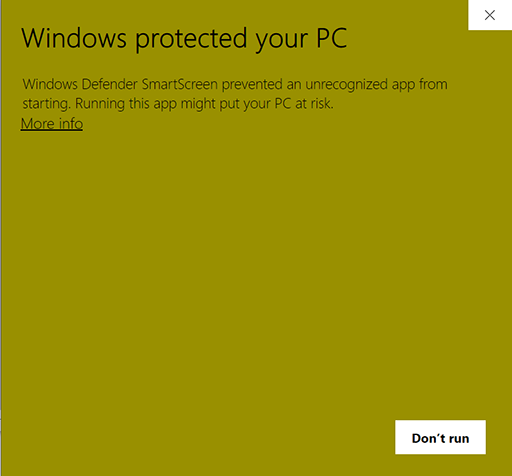 Windows protected your PC
Windows Defender SmartScreen prevented an unrecognized app from
starting. Running this app might put your PC at risk.
More info
Don’t run